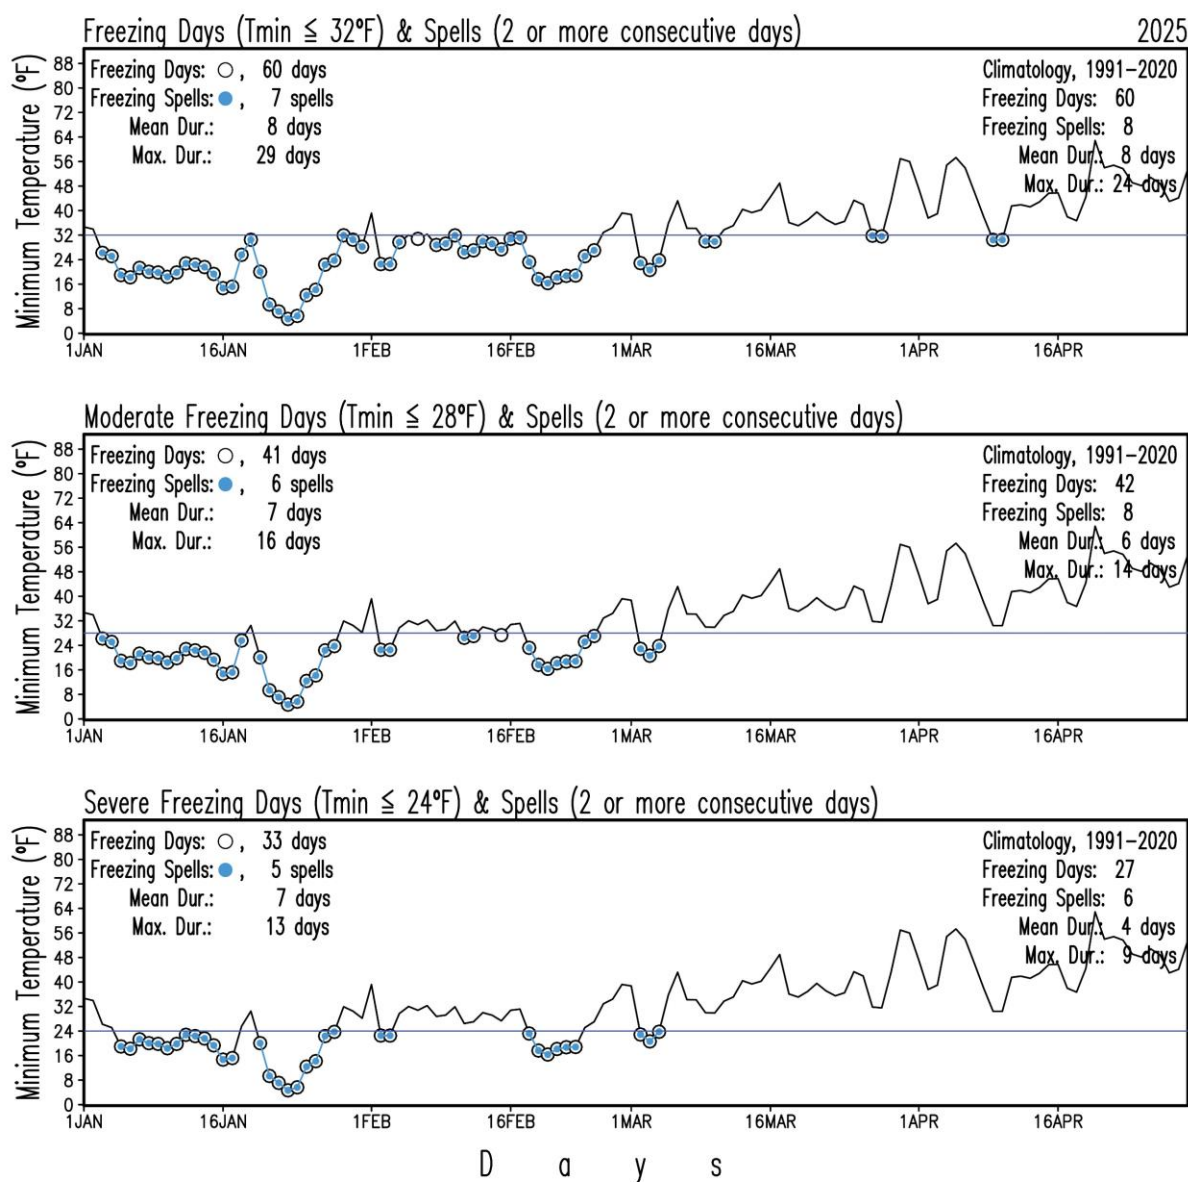 Freezing Days (Tmin ≦ 32°F) & Spells (2 or more consecutive days) 2025
Minimum Temperature (°F)
88
80
72
64
56
48
40
32
24
16
8
0
Freezing Days: ○, 60 days
Freezing Spells: ●, 7 spells
Mean Dur.: 8 days
Max. Dur.: 29 days
Climatology, 1991-2020
Freezing Days: 60
Freezing Spells: 8
Mean Dur.: 8 days
Max. Dur.: 24 days
1JAN 16JAN 1FEB 16FEB 1MAR 16MAR 1APR 16APR
Moderate Freezing Days (Tmin ≦ 28°F) & Spells (2 or more consecutive days)
Minimum Temperature (°F)
88
80
72
64
56
48
40
32
24
16
8
0
Freezing Days: ○, 41 days
Freezing Spells: ●, 6 spells
Mean Dur.: 7 days
Max. Dur.: 16 days
Climatology, 1991-2020
Freezing Days: 42
Freezing Spells: 8
Mean Dur.: 6 days
Max. Dur.: 14 days
1JAN 16JAN 1FEB 16FEB 1MAR 16MAR 1APR 16APR
Severe Freezing Days (Tmin ≦ 24°F) & Spells (2 or more consecutive days)
Minimum Temperature (°F)
88
80
72
64
56
48
40
32
24
16
8
0
Freezing Days: ○, 33 days
Freezing Spells: ●, 5 spells
Mean Dur.: 7 days
Max. Dur.: 13 days
Climatology, 1991-2020
Freezing Days: 27
Freezing Spells: 6
Mean Dur.: 4 days
Max. Dur.: 9 days
1JAN 16JAN 1FEB 16FEB 1MAR 16MAR 1APR 16APR
D a y s